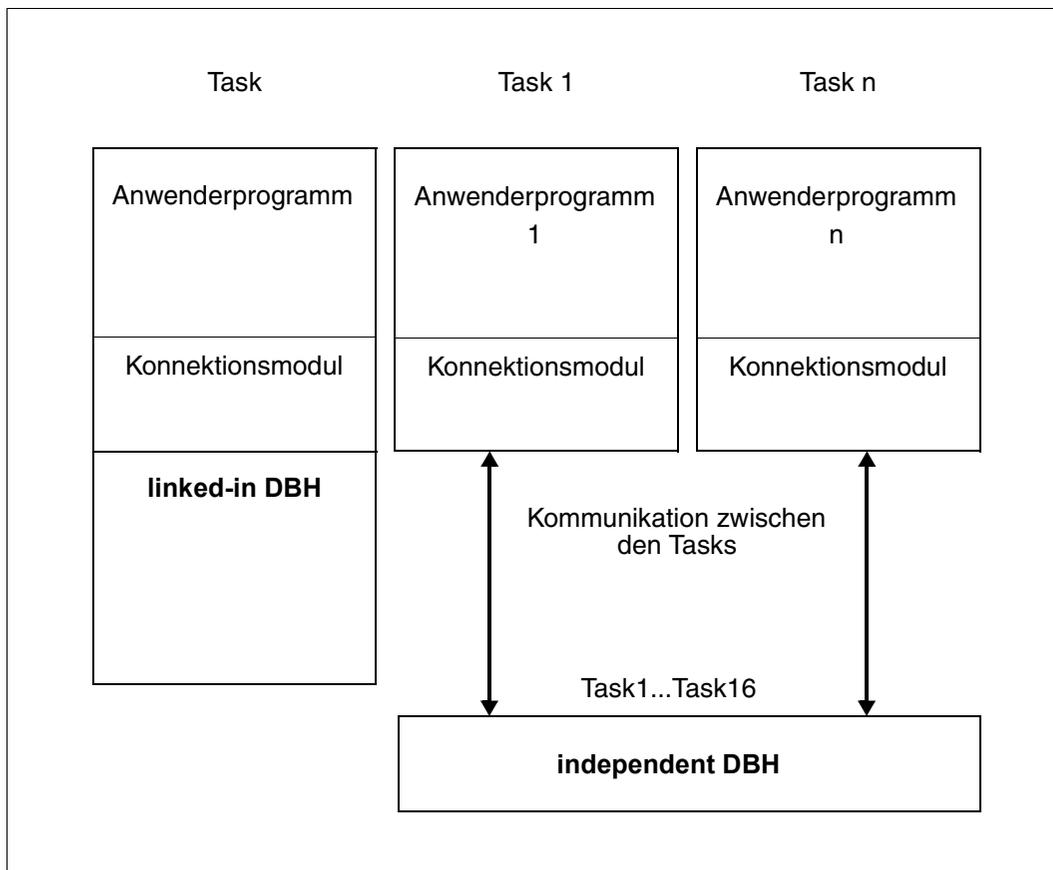 Task
Task 1
Task n
Anwenderprogramm
Anwenderprogramm
1
Anwenderprogramm
n
Konnektionsmodul
Konnektionsmodul
Konnektionsmodul
linked-in DBH
Kommunikation zwischen
den Tasks
Task1...Task16
independent DBH